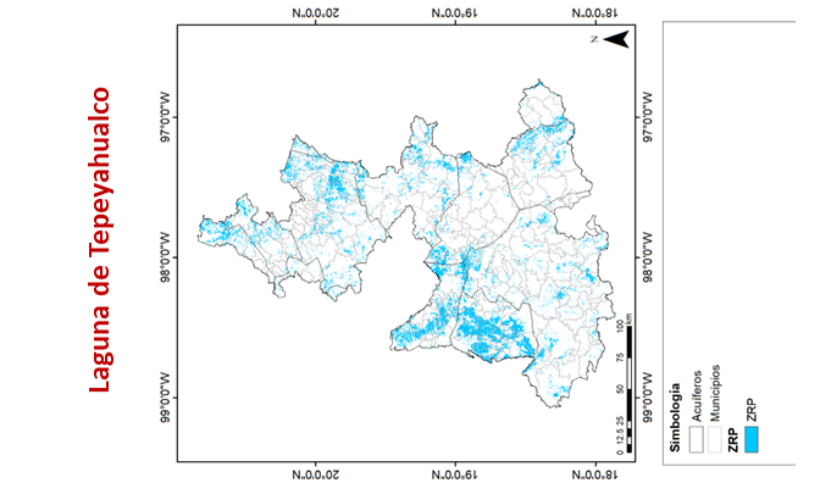 Laguna de Tepeyahualco
99°0'0"W 98°0'0"W 97°0'0"W
20°0'0"N 20°0'0"N
19°0'0"N 19°0'0"N
18°0'0"N 18°0'0"N
N
0 12.5 25 50 75 100
km
99°0'0"W 98°0'0"W 97°0'0"W
Simbología
Acuíferos
Municipios
ZRP
ZRP